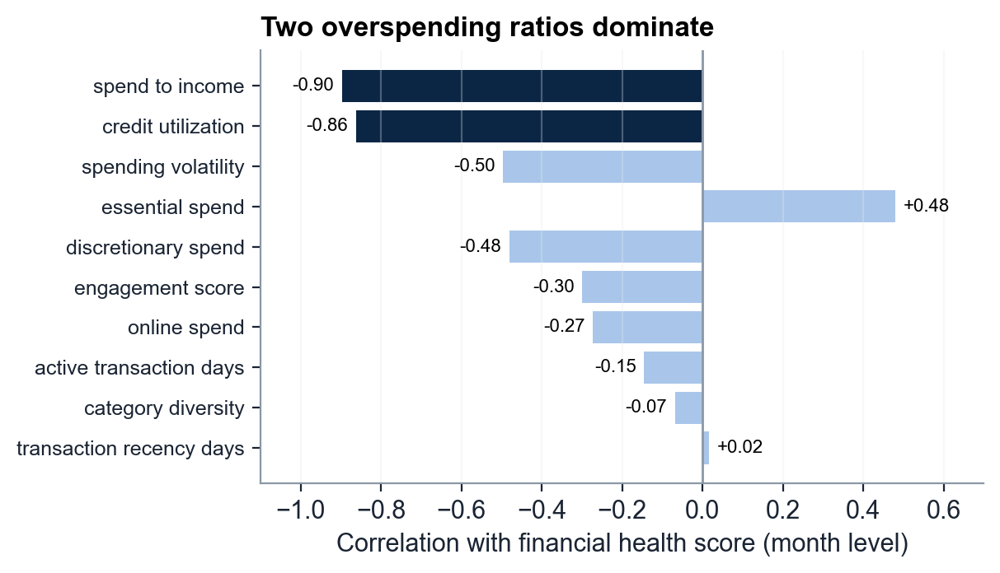 Two overspending ratios dominate
spend to income -0.90
credit utilization -0.86
spending volatility -0.50
essential spend +0.48
discretionary spend -0.48
engagement score -0.30
online spend -0.27
active transaction days -0.15
category diversity -0.07
transaction recency days +0.02
−1.0 −0.8 −0.6 −0.4 −0.2 0.0 0.2 0.4 0.6
Correlation with financial health score (month level)